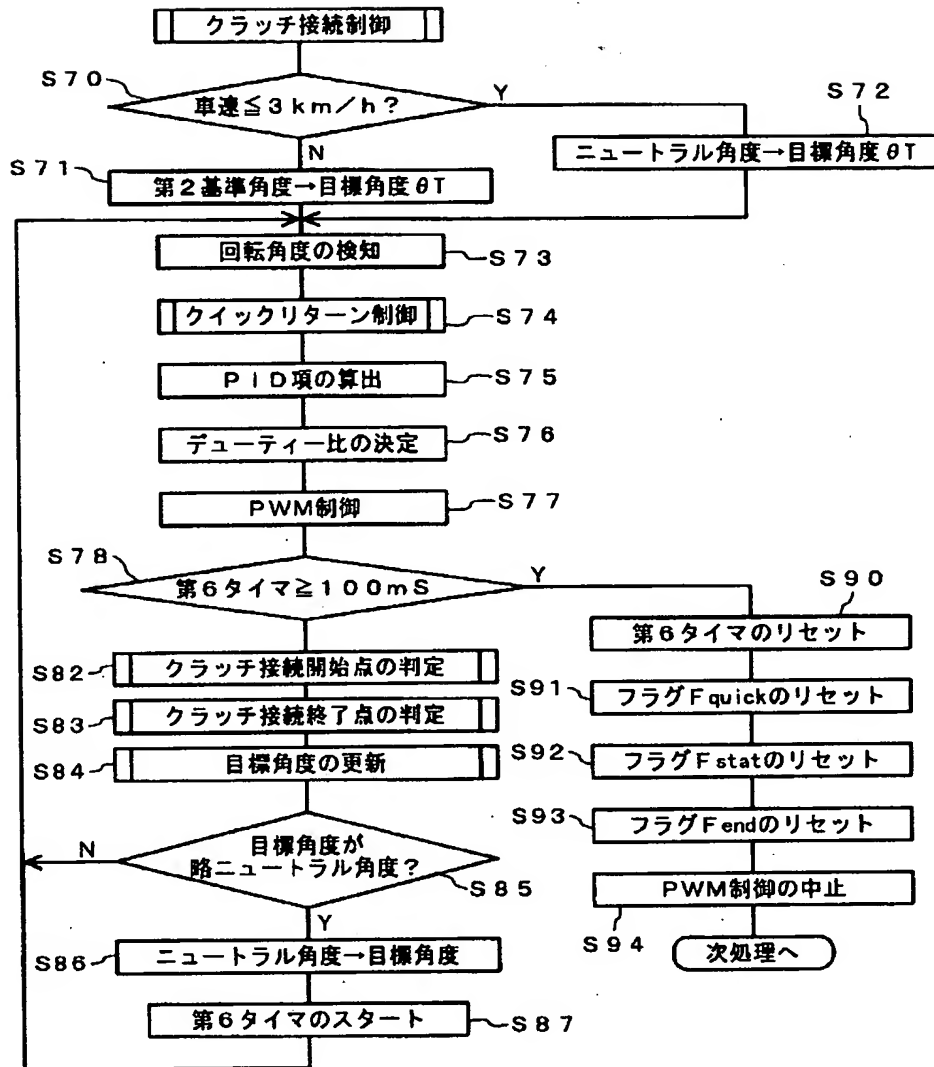 クラッチ接続制御
S70
車速≦3km/h?
Y
S72
ニュートラル角度→目標角度θT
N
S71
第2基準角度→目標角度θT
回転角度の検知
S73
クイックリターン制御
S74
PID項の算出
S75
デューティー比の決定
S76
PWM制御
S77
S78
第6タイマ≧100mS
Y
S90
第6タイマのリセット
S82
クラッチ接続開始点の判定
S91
フラグFquickのリセット
S83
クラッチ接続終了点の判定
S84
目標角度の更新
S92
フラグFstatのリセット
S93
フラグFendのリセット
N
目標角度が
略ニュートラル角度?
S85
PWM制御の中止
S94
Y
S86
ニュートラル角度→目標角度
次処理へ
第6タイマのスタート
S87